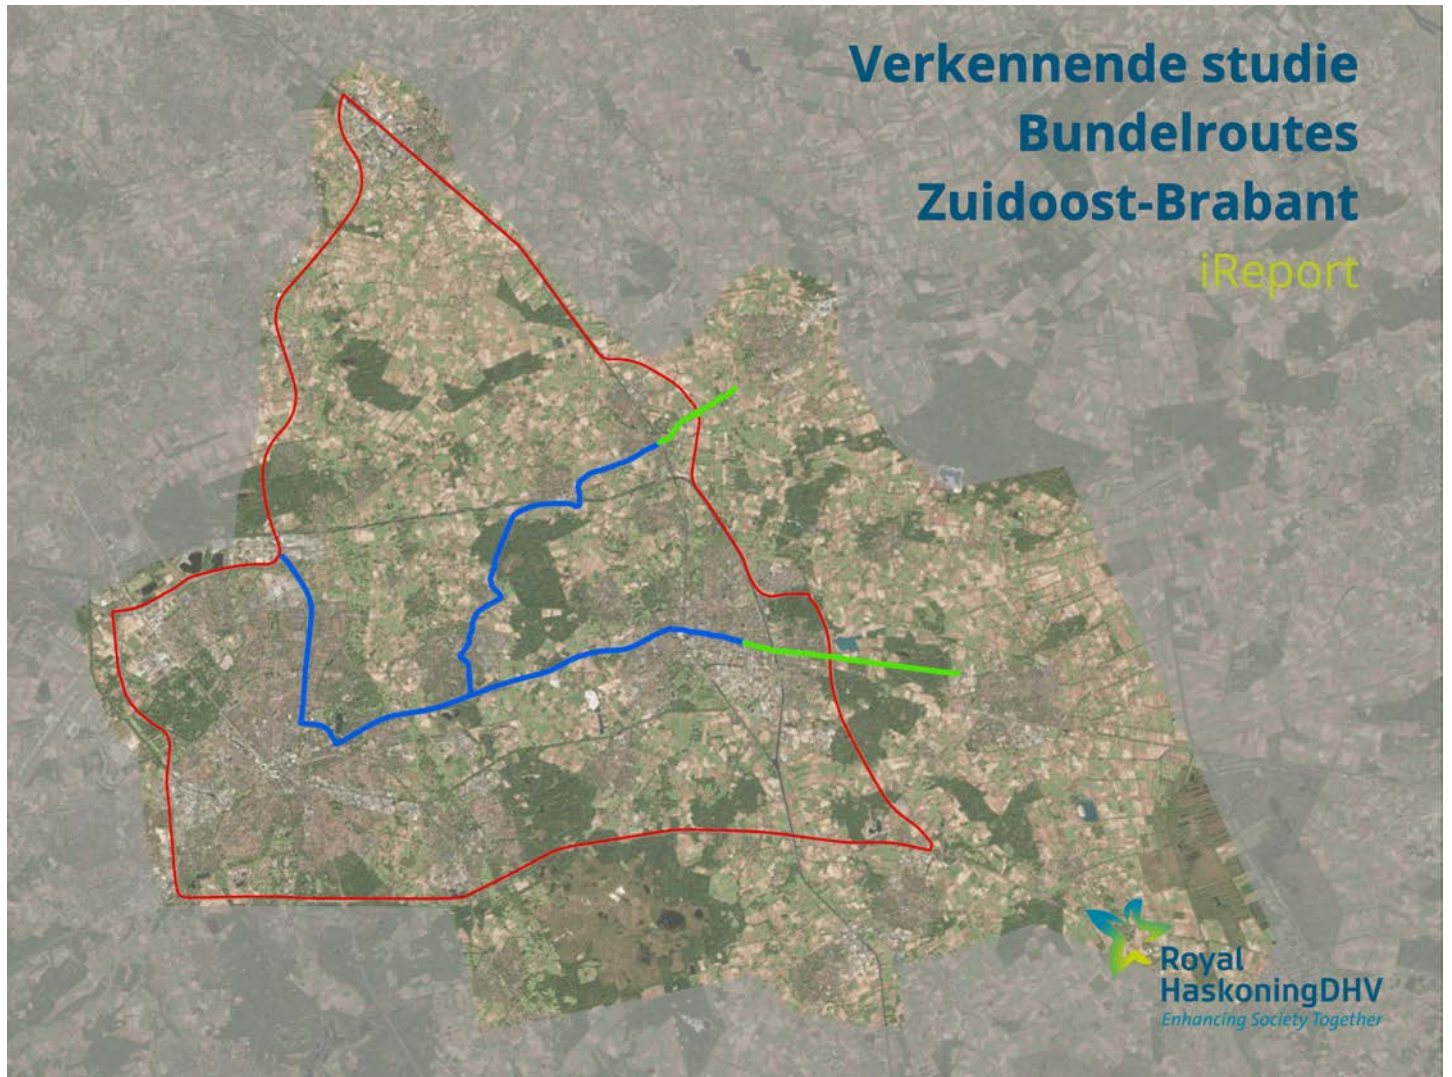 Verkennende studie
Bundelroutes
Zuidoost-Brabant
iReport
Royal
HaskoningDHV
Enhancing Society Together